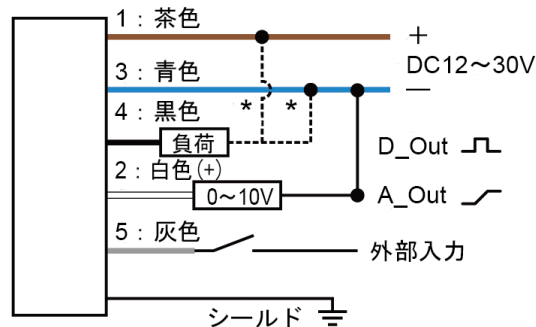 1：茶色
＋
DC12～30V
3：青色
－
4：黒色
* *
負荷
D_Out
2：白色(+)
0～10V
A_Out
5：灰色
外部入力
シールド